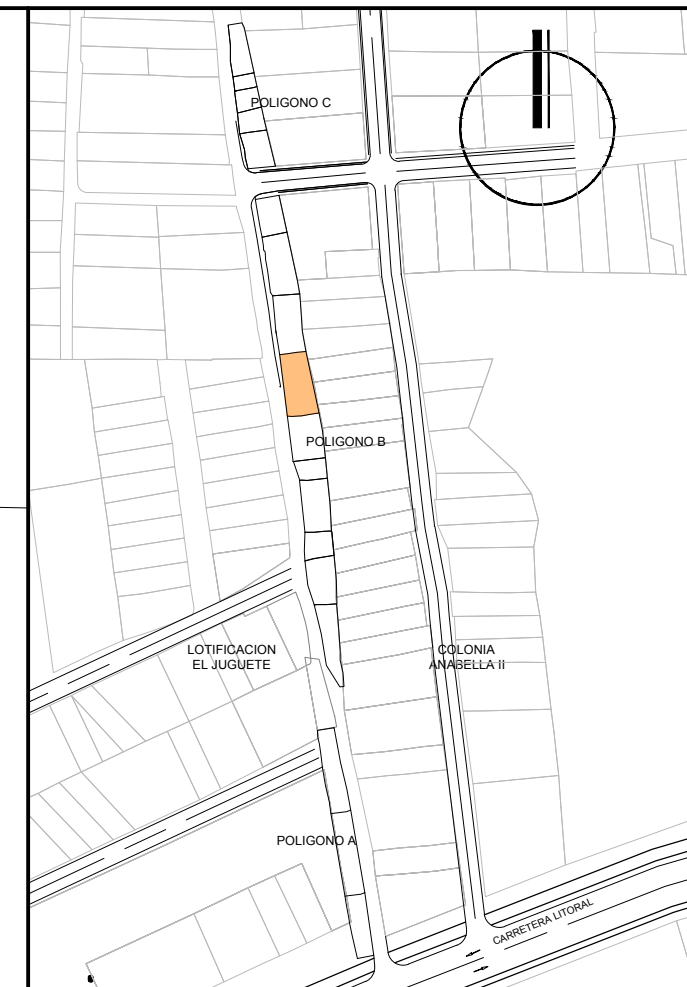 POLIGONO C
POLIGONO B
LOTIFICACION
EL JUGUETE
COLONIA
ANABELLA II
POLIGONO A
CARRETERA LITORAL